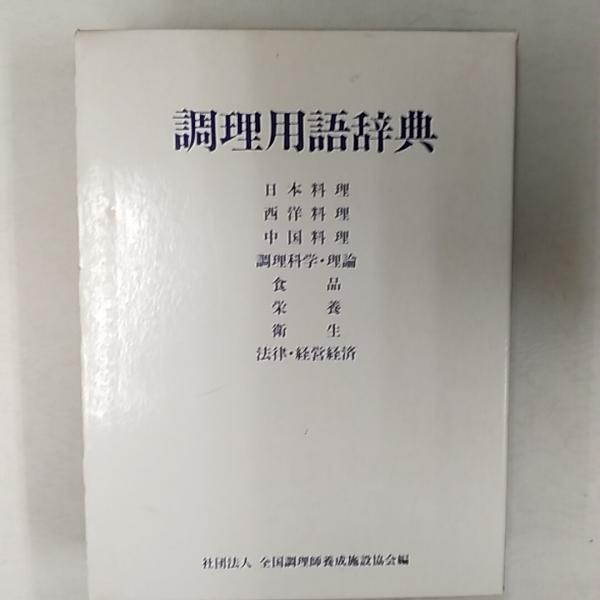 調理用語辞典
日本料理
西洋料理
中国料理
調理科学・理論
食品
栄養
衛生
法律・経営経済
社団法人 全国調理師養成施設協会編